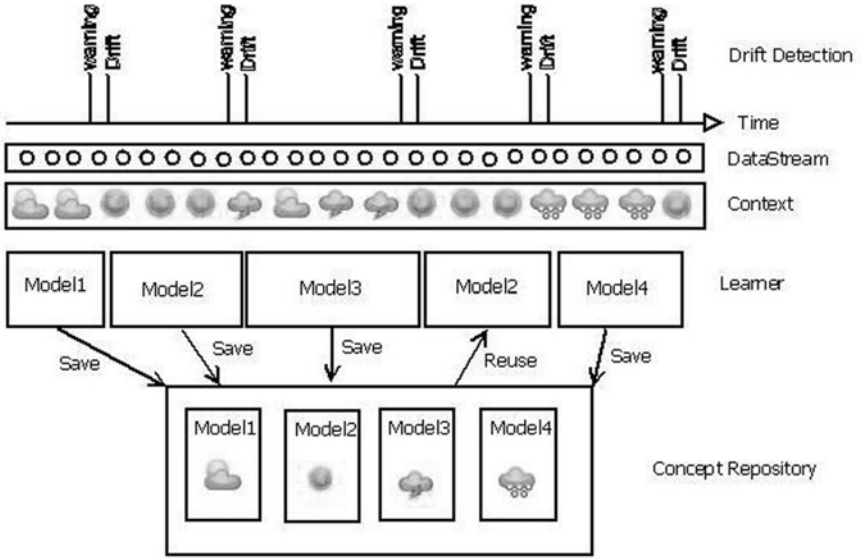 warning
Drift
warning
Drift
warning
Drift
warning
Drift
warning
Drift
Drift Detection
Time
DataStream
Context
Model1
Model2
Model3
Model2
Model4
Learner
Save
Save
Save
Reuse
Save
Model1
Model2
Model3
Model4
Concept Repository